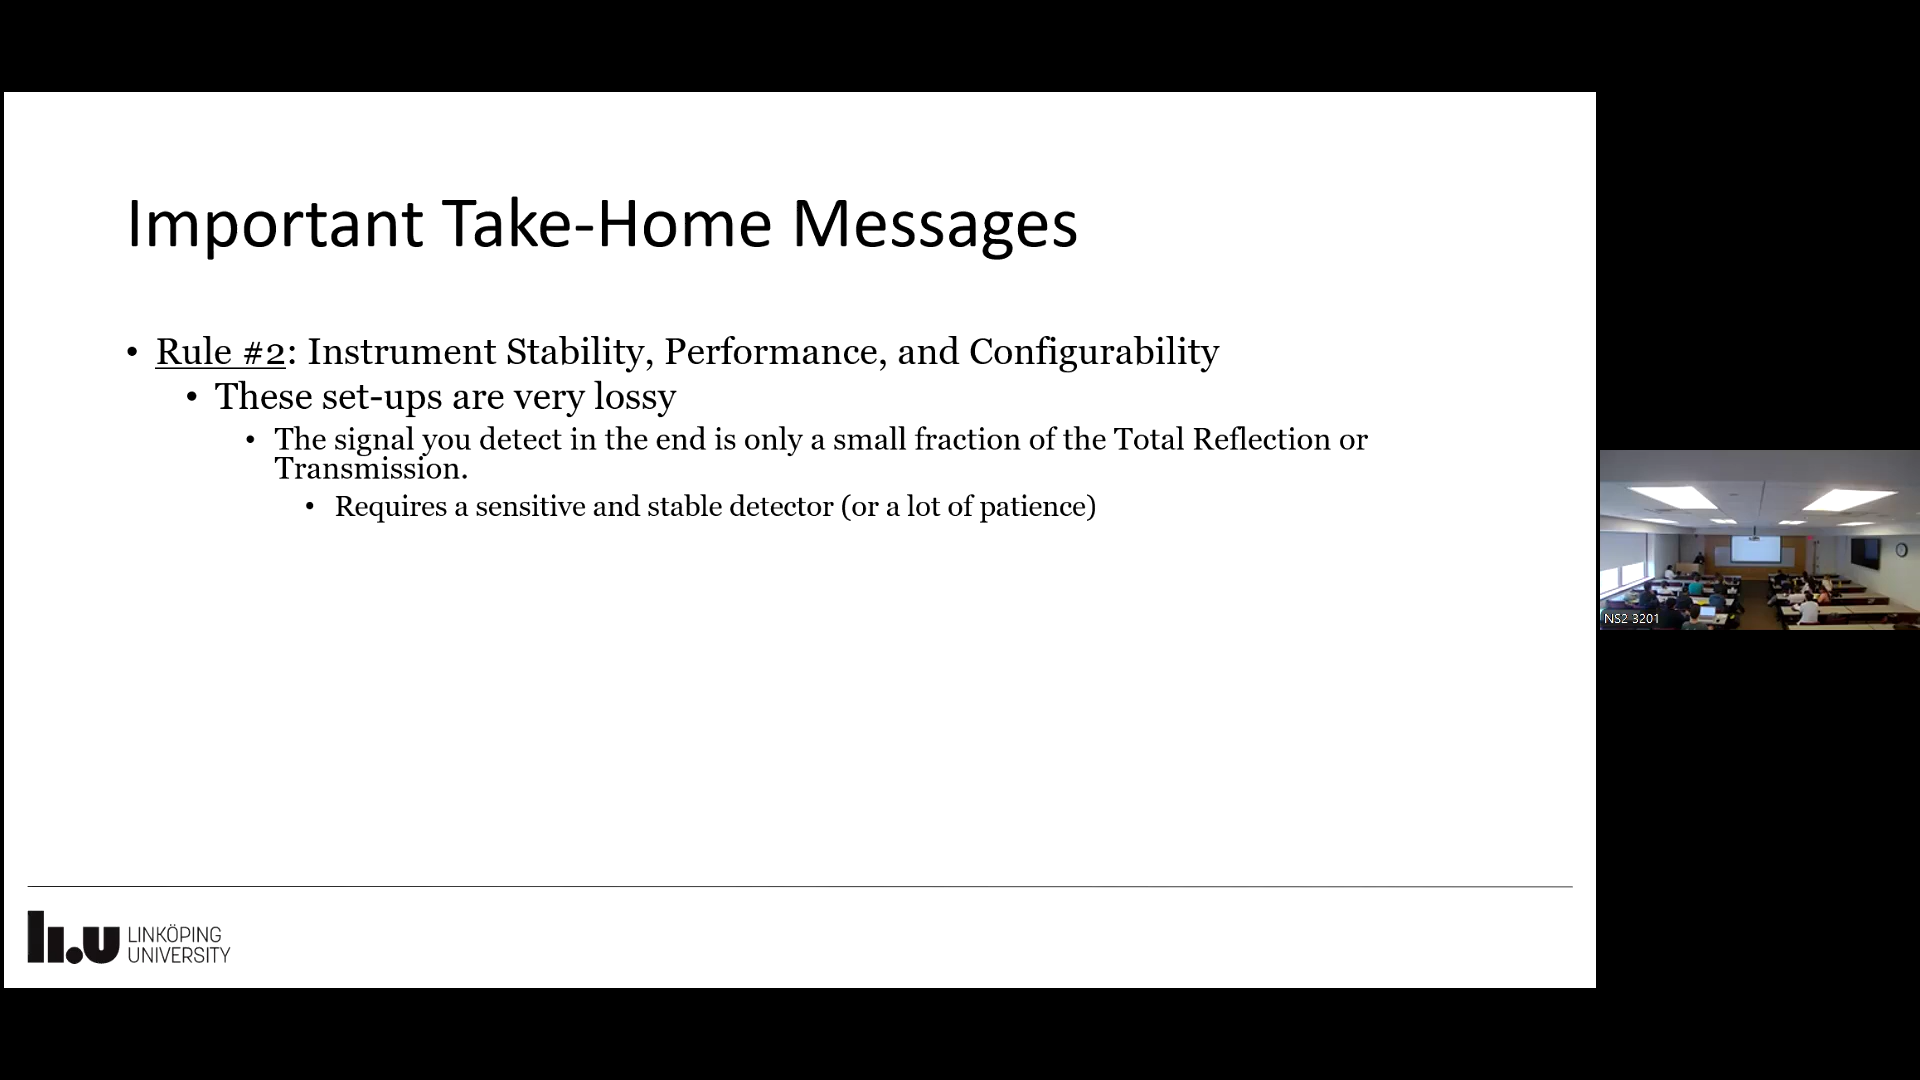 Important Take-Home Messages
• Rule #2: Instrument Stability, Performance, and Configurability
• These set-ups are very lossy
• The signal you detect in the end is only a small fraction of the Total Reflection or
Transmission.
• Requires a sensitive and stable detector (or a lot of patience)
NS2 3201
li.u LINKÖPING
UNIVERSITY